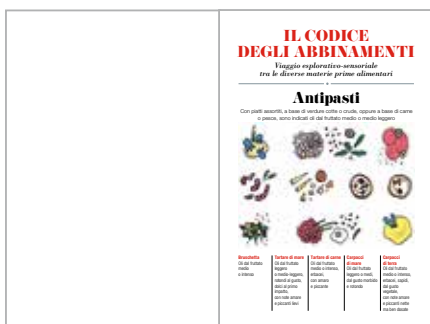 IL CODICE
DEGLI ABBINAMENTI
Viaggio esplorativo-sensoriale
tra le diverse materie prime alimentari
Antipasti
Con piatti assortiti, a base di verdure cotte o crude, oppure a base di carne
o pesce, sono indicati oli dal fruttato medio o medio leggero
Bruschetta
Oli dal fruttato
medio
o intenso
Tartare di mare
Oli dal fruttato
leggero
o medio-leggero,
rotondi al gusto,
dolci al primo
impatto,
con note amare
e piccanti lievi
Tartare di carne
Oli dal fruttato
medio o intenso,
erbacei,
con amaro
e piccante
Carpacci
di mare
Oli dal fruttato
leggero o medi,
dal gusto morbido
e rotondo
Carpacci
di terra
Oli dal fruttato
medio o intenso,
erbacei, sapidi,
dal gusto
vegetale,
con note amare
e piccanti nette
ma ben dosate